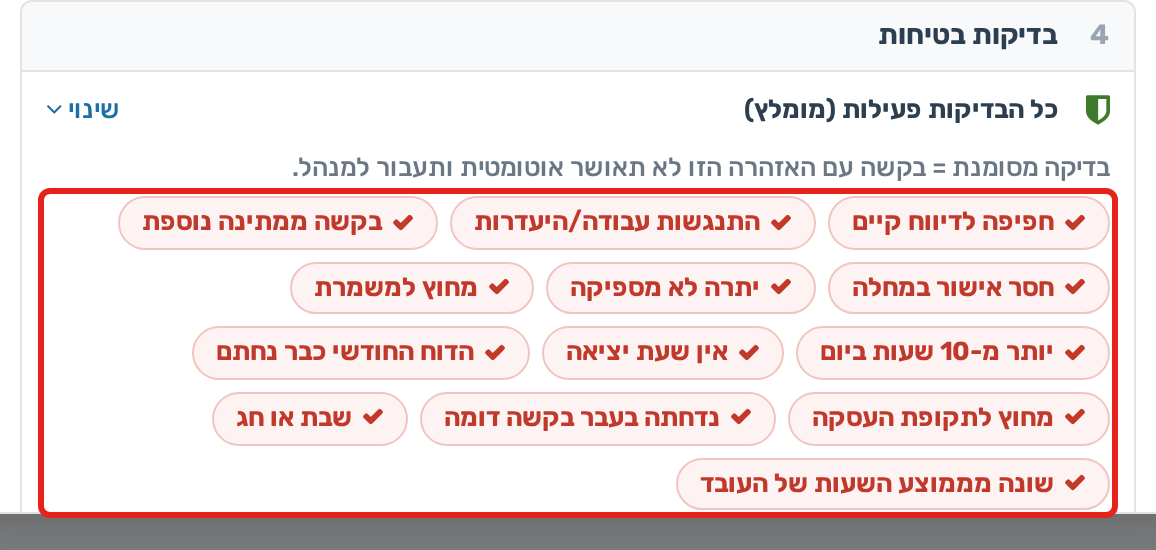 4 בדיקות בטיחות
כל הבדיקות פעילות (מומלץ) שינוי
בדיקה מסומנת = בקשה עם האזהרה הזו לא תאושר אוטומטית ותעבור למנהל.
חפיפה לדיווח קיים התנגשות עבודה/היעדרות בקשה ממתינה נוספת
חסר אישור במחלה יתרה לא מספיקה מחוץ למשמרת
יותר מ-10 שעות ביום אין שעת יציאה הדוח החודשי כבר נחתם
מחוץ לתקופת העסקה נדחתה בעבר בקשה דומה שבת או חג
שונה מממוצע השעות של העובד